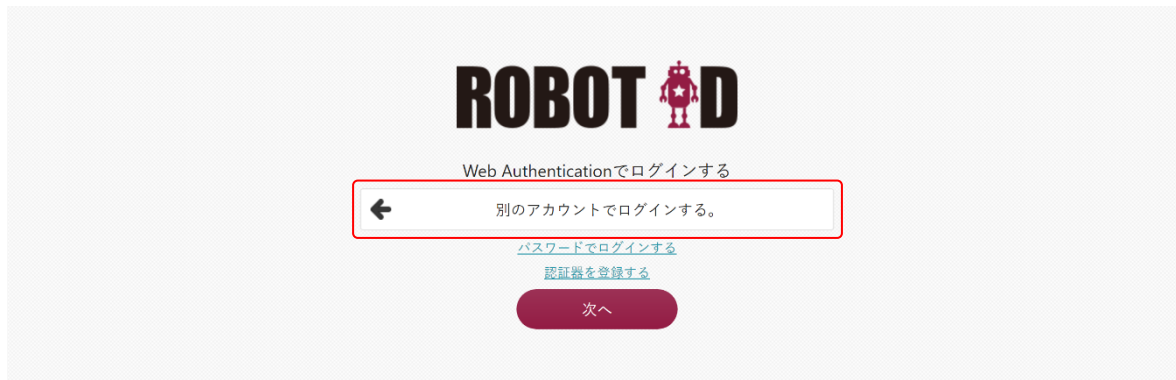 ROBOT ID
Web Authenticationでログインする
別のアカウントでログインする。
パスワードでログインする
認証器を登録する
次へ